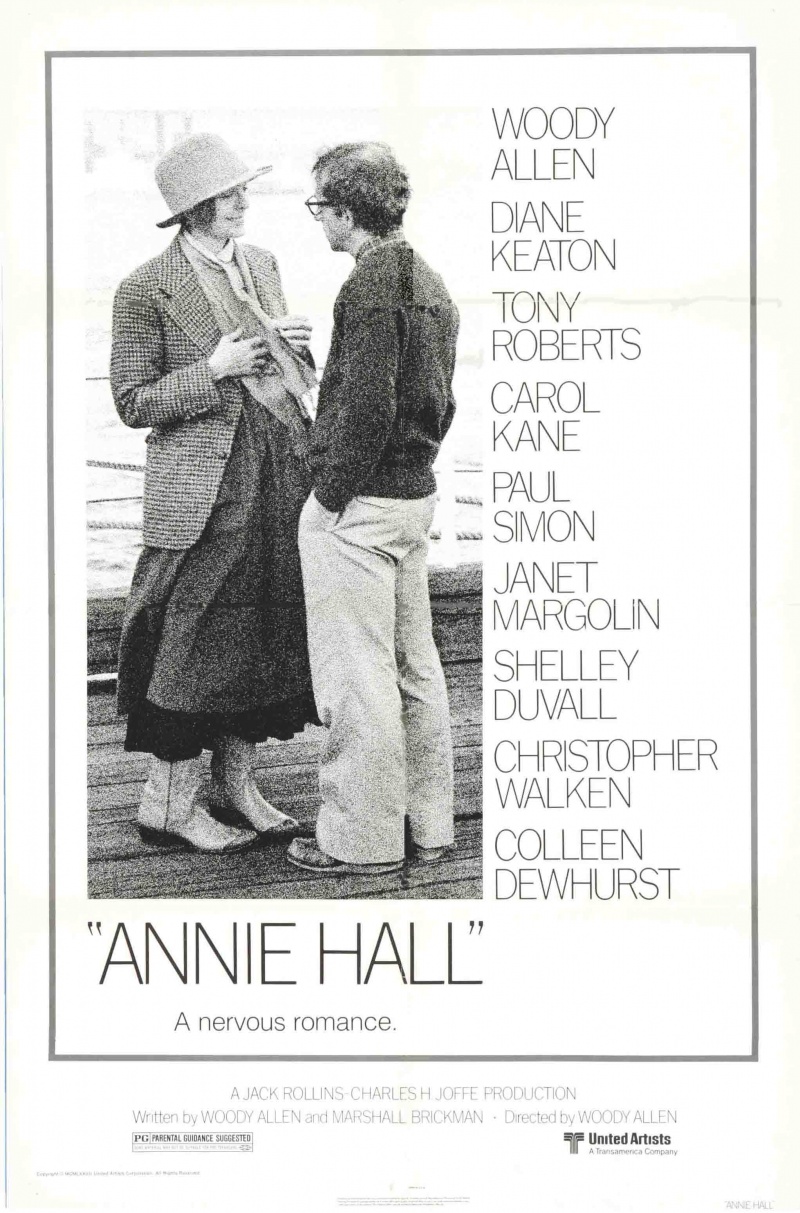 WOODY
ALLEN
DIANE
KEATON
TONY
ROBERTS
CAROL
KANE
PAUL
SIMON
JANET
MARGOLIN
SHELLEY
DUVALL
CHRISTOPHER
WALKEN
COLLEEN
DEWHURST
"ANNIE HALL"
A nervous romance.
A JACK ROLLINS-CHARLES H. JOFFE PRODUCTION
Written by WOODY ALLEN and MARSHALL BRICKMAN · Directed by WOODY ALLEN
PG PARENTAL GUIDANCE SUGGESTED
United Artists
A Transamerica Company
"ANNIE HALL"